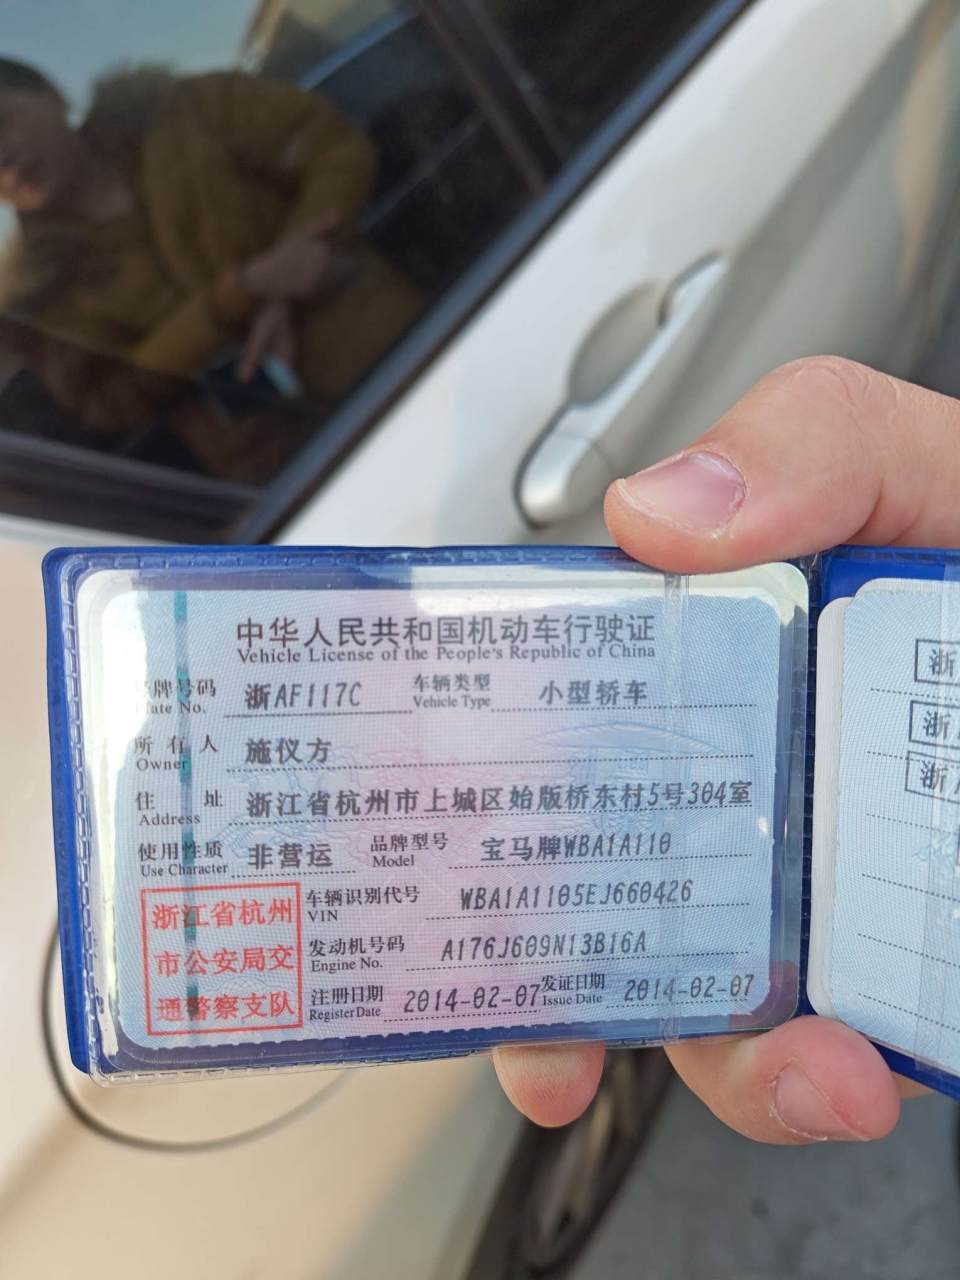 中华人民共和国机动车行驶证
Vehicle License of the People's Republic of China
号牌号码 浙AF117C 车辆类型 小型轿车
Plate No. Vehicle Type
所有人 施仪方
Owner
住址 浙江省杭州市上城区始版桥东村5号304室
Address
使用性质 非营运 品牌型号 宝马牌WBA1A110
Use Character Model
浙江省杭州
市公安局交
通警察支队
车辆识别代号 WBA1A1105EJ660426
VIN
发动机号码 A176J609N13B16A
Engine No.
注册日期 2014-02-07 发证日期 2014-02-07
Register Date Issue Date
浙
浙
浙